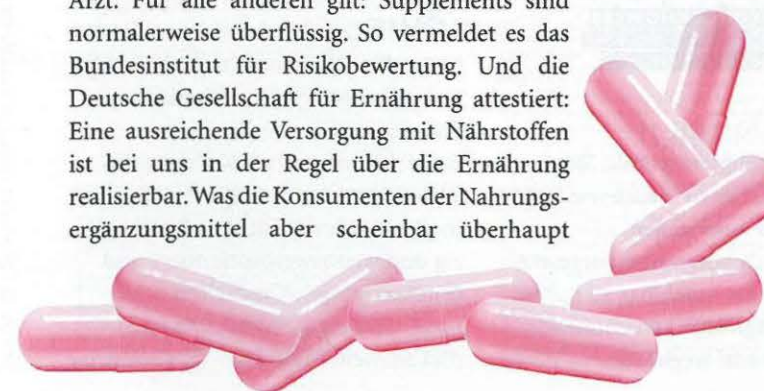 Arzt. Für alle anderen gilt: Supplements sind
normalerweise überflüssig. So vermeldet es das
Bundesinstitut für Risikobewertung. Und die
Deutsche Gesellschaft für Ernährung attestiert:
Eine ausreichende Versorgung mit Nährstoffen
ist bei uns in der Regel über die Ernährung
realisierbar. Was die Konsumenten der Nahrungs-
ergänzungsmittel aber scheinbar überhaupt